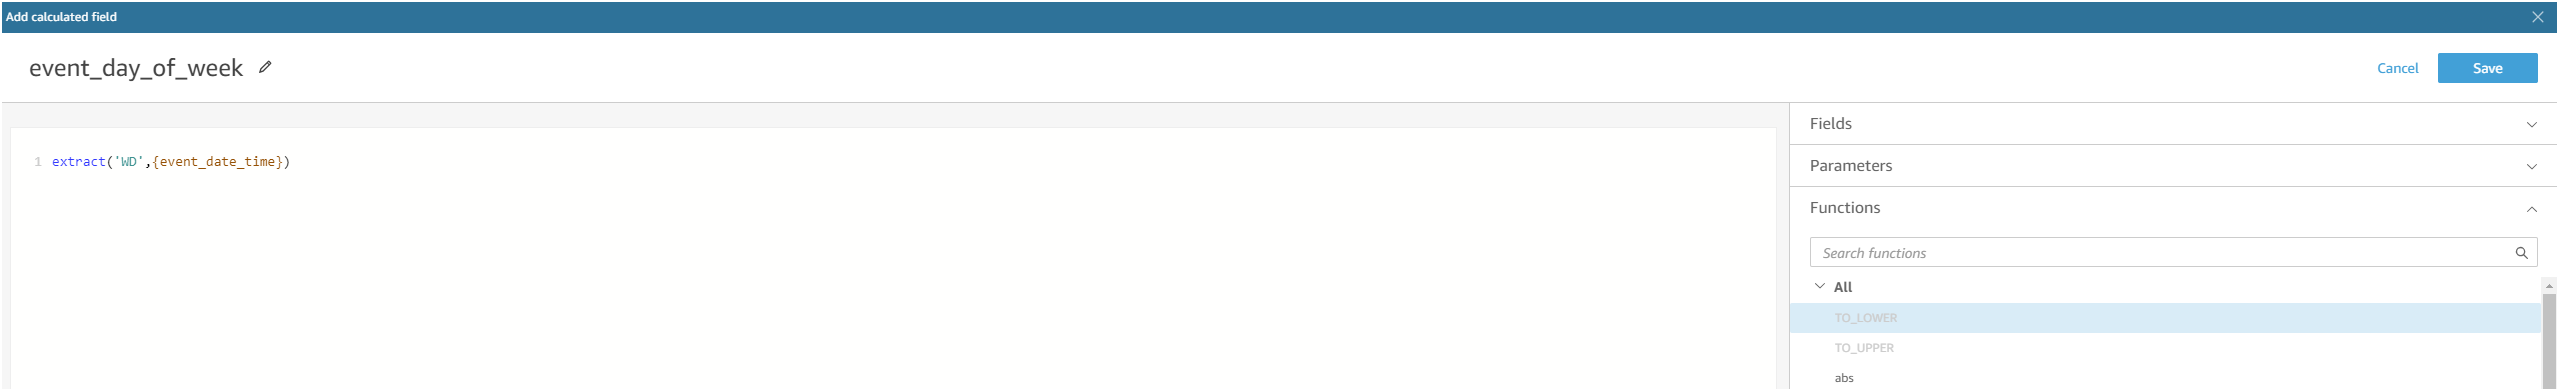 Add calculated field
event_day_of_week
Cancel
Save
1 extract('WD',{event_date_time})
Fields
Parameters
Functions
Search functions
All
TO_LOWER
TO_UPPER
abs